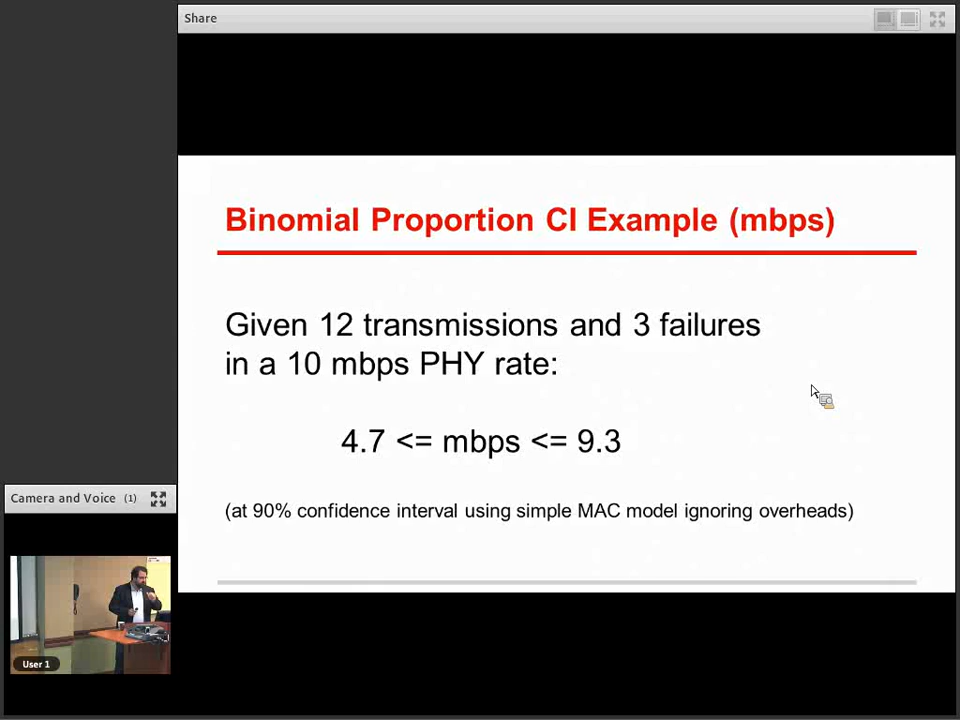 Share
Binomial Proportion CI Example (mbps)
Given 12 transmissions and 3 failures
in a 10 mbps PHY rate:
4.7 <= mbps <= 9.3
(at 90% confidence interval using simple MAC model ignoring overheads)
Camera and Voice (1)
User 1